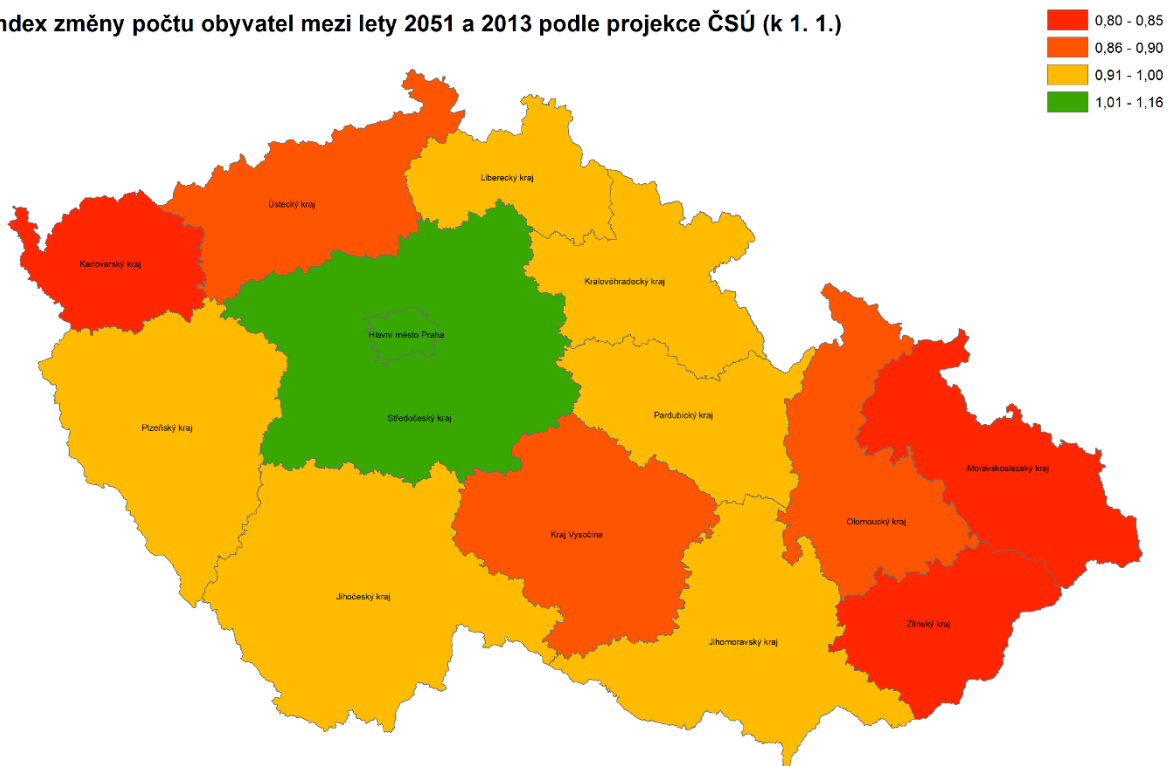 ndex změny počtu obyvatel mezi lety 2051 a 2013 podle projekce ČSÚ (k 1. 1.)
0,80 - 0,85
0,86 - 0,90
0,91 - 1,00
1,01 - 1,16
Liberecký kraj
Ústecký kraj
Karlovarský kraj
Královéhradecký kraj
Hlavní město Praha
Středočeský kraj
Pardubický kraj
Plzeňský kraj
Moravskoslezský kraj
Olomoucký kraj
Kraj Vysočina
Jihočeský kraj
Zlínský kraj
Jihomoravský kraj